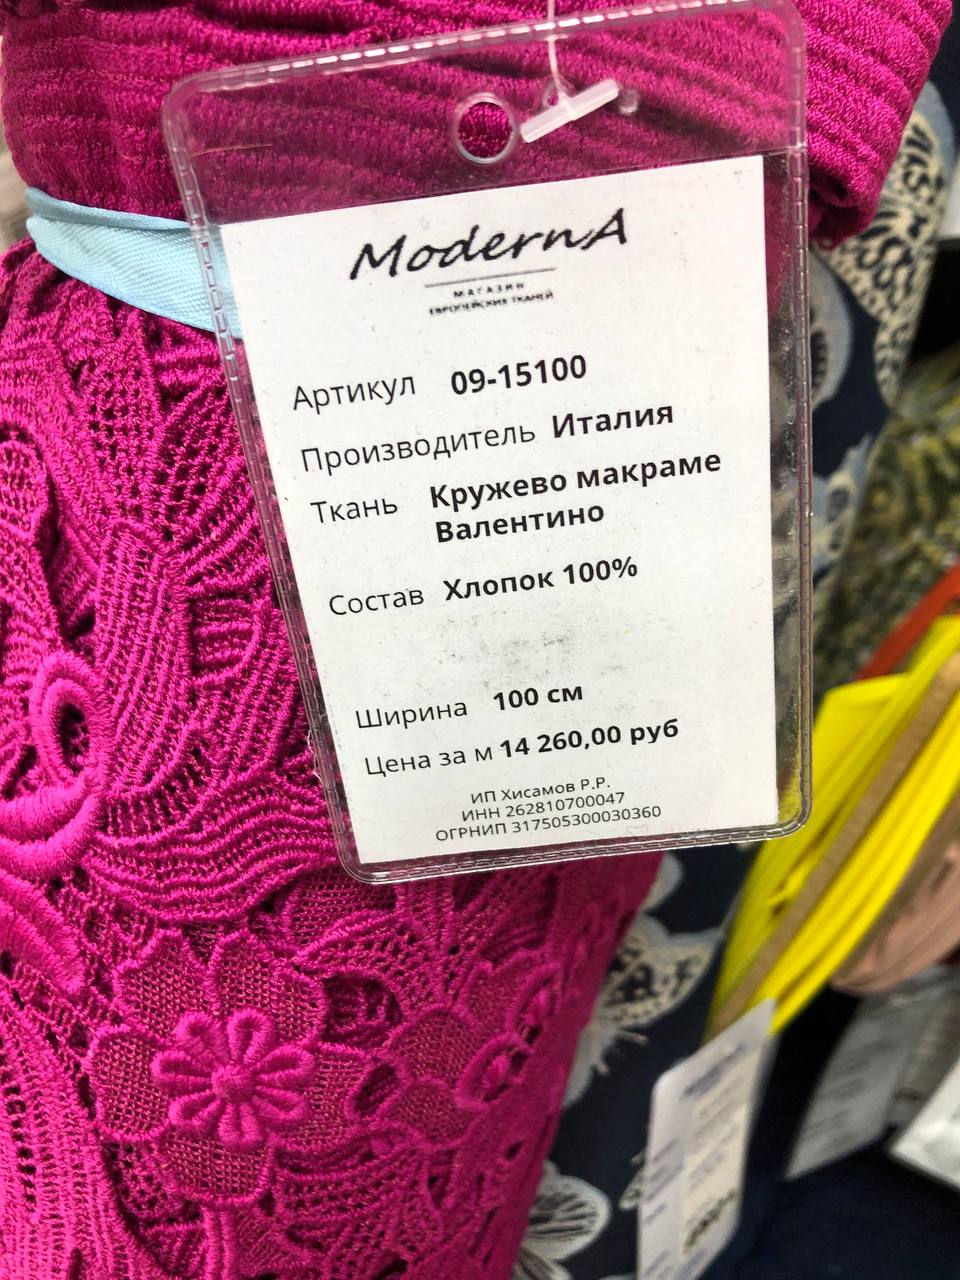 ModernA
МАГАЗИН
ЕВРОПЕЙСКИХ ТКАНЕЙ
Артикул 09-15100
Производитель Италия
Ткань Кружево макраме
Валентино
Состав Хлопок 100%
Ширина 100 см
Цена за м 14 260,00 руб
ИП Хисамов Р.Р.
ИНН 262810700047
ОГРНИП 317505300030360